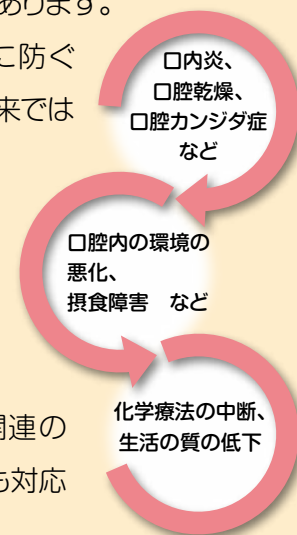 あります。
に防ぐ
来では
口内炎、
口腔乾燥、
口腔カンジダ症
など
口腔内の環境の
悪化、
摂食障害　など
化学療法の中断、
生活の質の低下
関連の
も対応